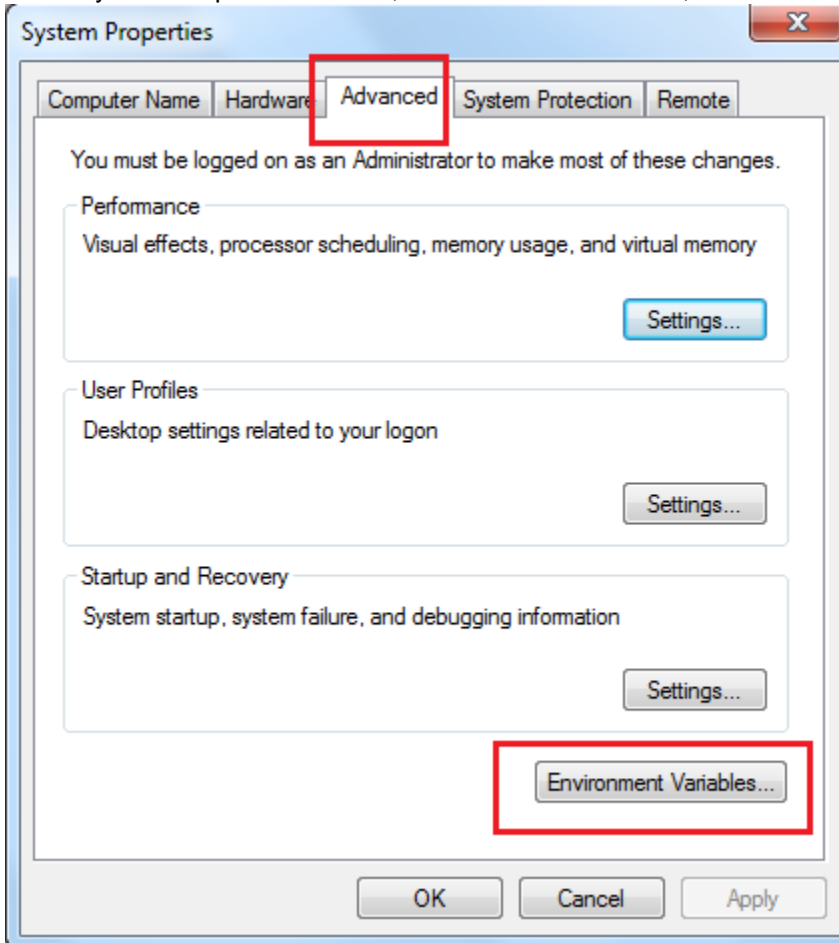 System Properties
Computer Name Hardware Advanced System Protection Remote
You must be logged on as an Administrator to make most of these changes.
Performance
Visual effects, processor scheduling, memory usage, and virtual memory
Settings...
User Profiles
Desktop settings related to your logon
Settings...
Startup and Recovery
System startup, system failure, and debugging information
Settings...
Environment Variables...
OK Cancel Apply